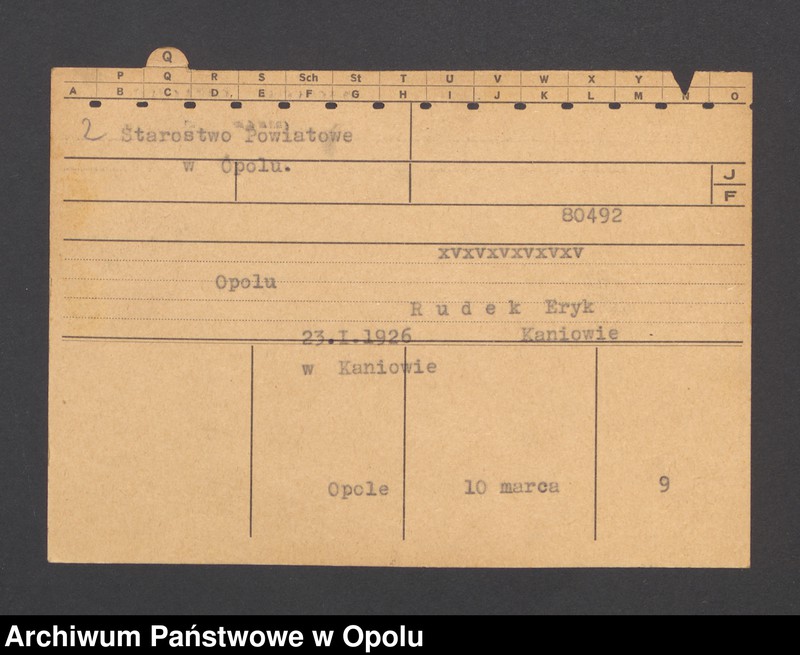 Q
P Q R S Sch St T U V W X Y
A B C D E F G H I J K L M N O
2 Starostwo Powiatowe
w Opolu.
J
F
80492
xvxvxvxvxvxv
Opolu
R u d e k Eryk
23.I.1926 Kaniowie
w Kaniowie
Opole 10 marca 9
Archiwum Państwowe w Opolu